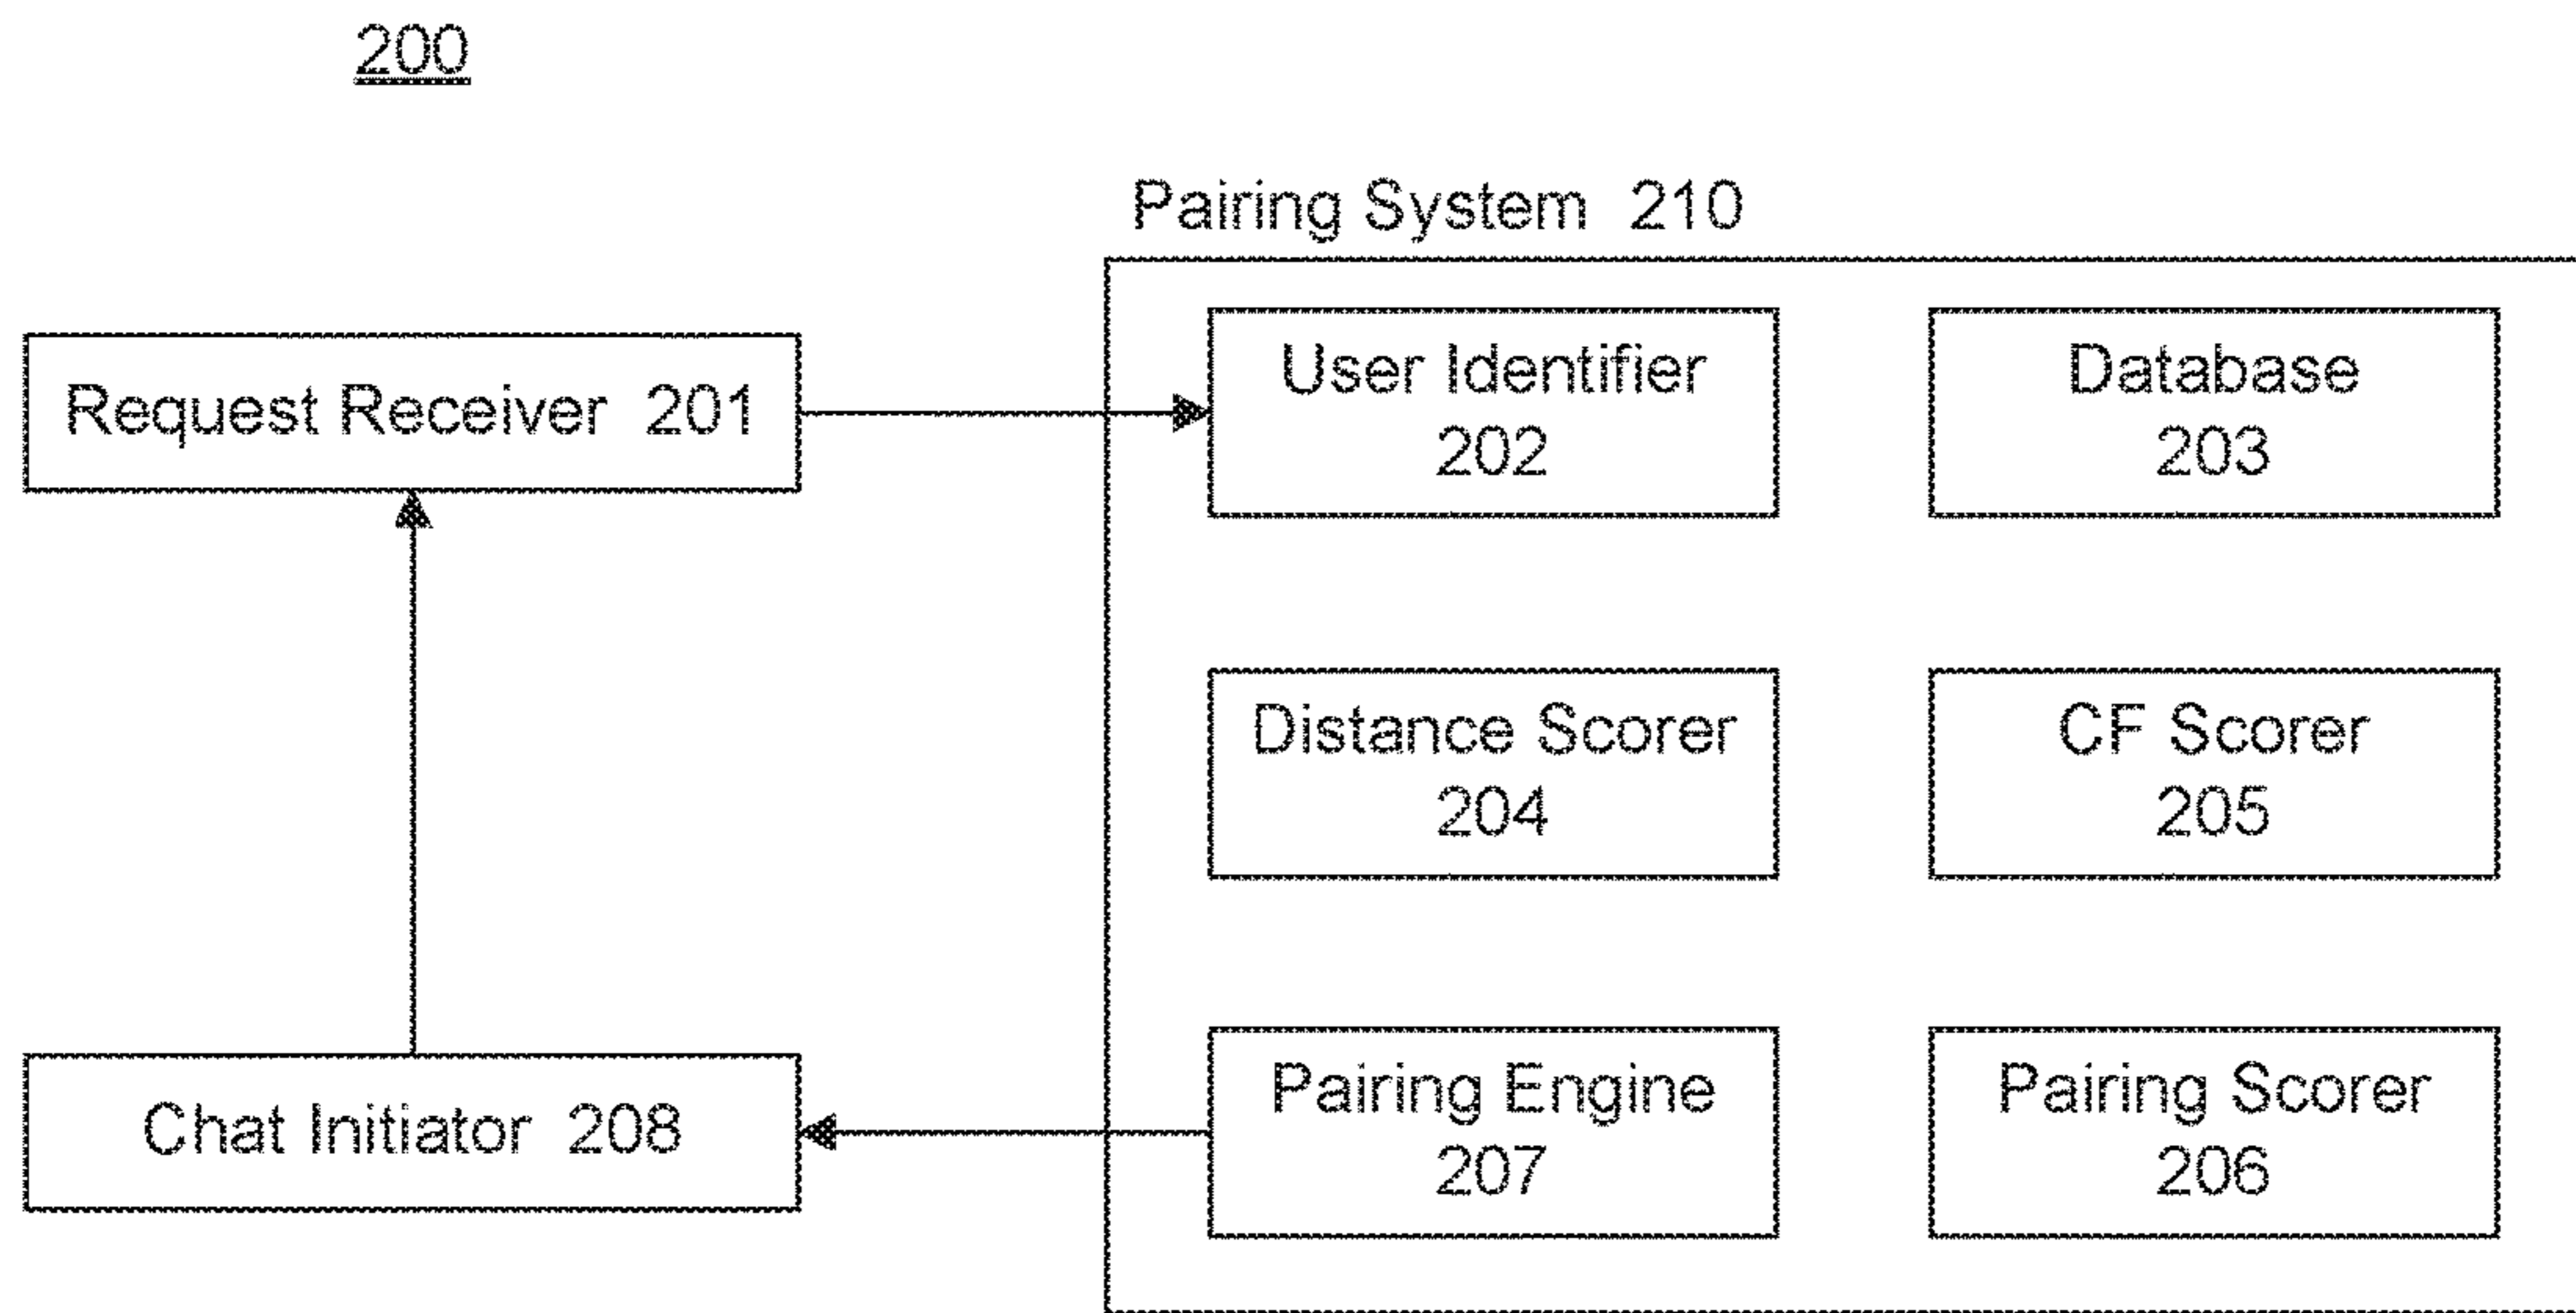 200
Pairing System 210
Request Receiver 201
User Identifier
202
Database
203
Distance Scorer
204
CF Scorer
205
Chat Initiator 208
Pairing Engine
207
Pairing Scorer
206